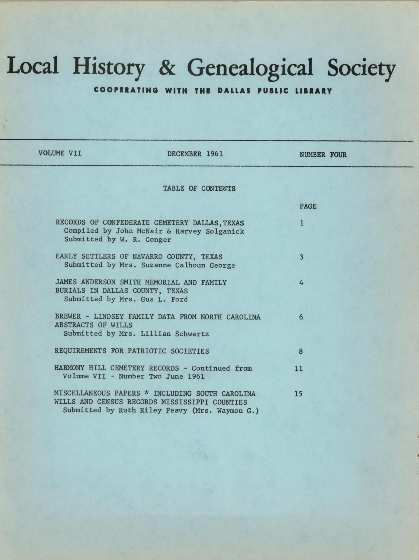 Local History & Genealogical Society
COOPERATING WITH THE DALLAS PUBLIC LIBRARY
VOLUME VII DECEMBER 1961 NUMBER FOUR
TABLE OF CONTENTS
PAGE
RECORDS OF CONFEDERATE CEMETERY DALLAS,TEXAS 1
Compiled by John McNair & Harvey Solganick
Submitted by W. R. Conger
EARLY SETTLERS OF NAVARRO COUNTY, TEXAS 3
Submitted by Mrs. Suzanne Calhoun George
JAMES ANDERSON SMITH MEMORIAL AND FAMILY 4
BURIALS IN DALLAS COUNTY, TEXAS
Submitted by Mrs. Gus L. Ford
BREWER - LINDSEY FAMILY DATA FROM NORTH CAROLINA 6
ABSTRACTS OF WILLS
Submitted by Mrs. Lillian Schwertz
REQUIREMENTS FOR PATRIOTIC SOCIETIES 8
HARMONY HILL CEMETERY RECORDS - Continued from 11
Volume VII - Number Two June 1961
MISCELLANEOUS PAPERS * INCLUDING SOUTH CAROLINA 15
WILLS AND CENSUS RECORDS MISSISSIPPI COUNTIES
Submitted by Ruth Riley Peavy (Mrs. Waymon G.)